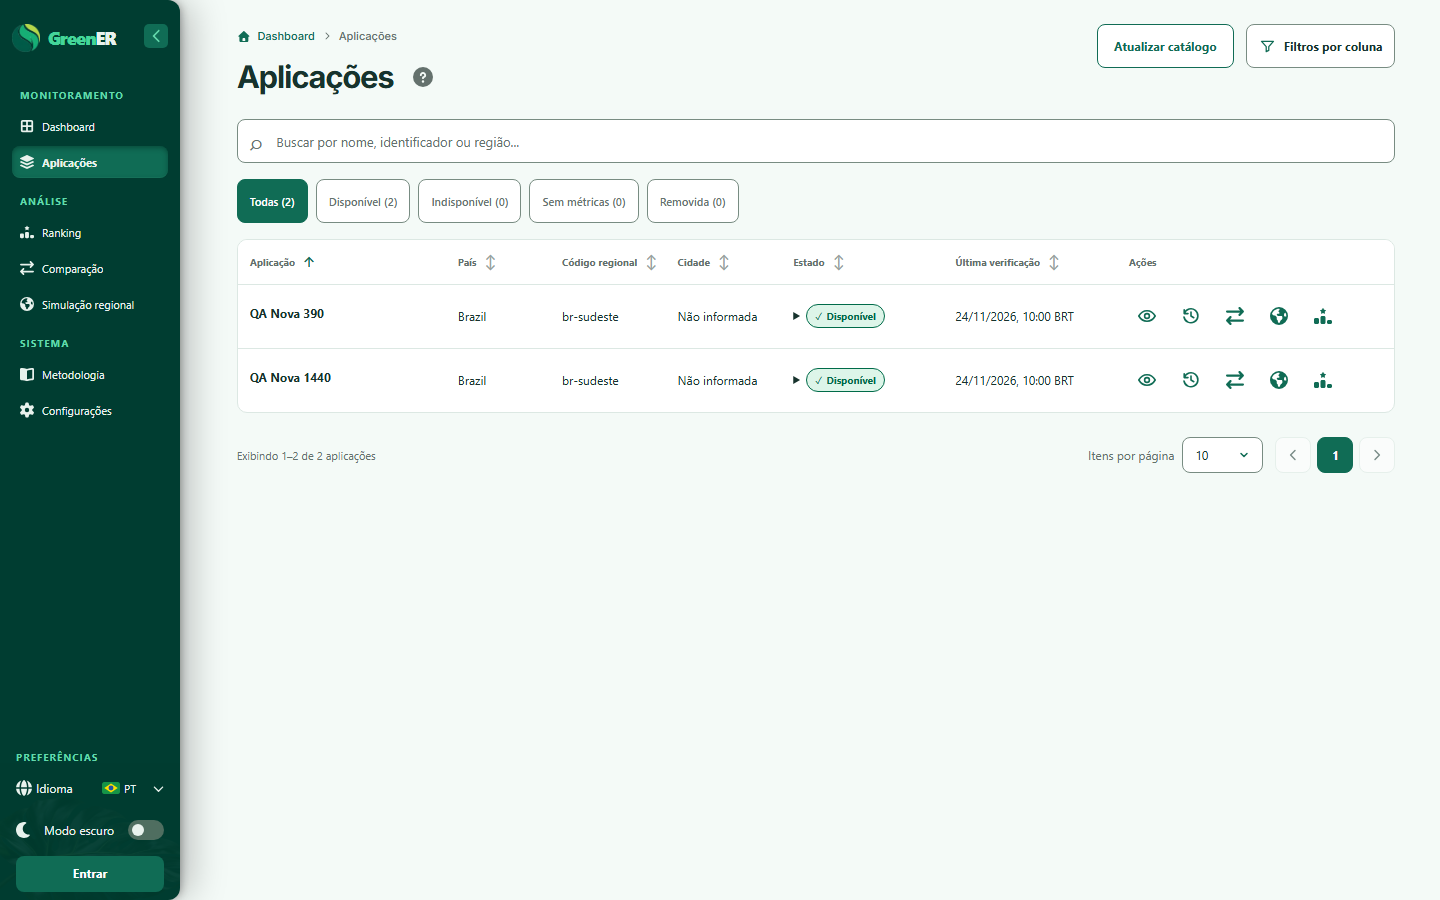 GreenER
MONITORAMENTO
Dashboard
Aplicações
ANÁLISE
Ranking
Comparação
Simulação regional
SISTEMA
Metodologia
Configurações
PREFERÊNCIAS
Idioma PT
Modo escuro
Entrar
Dashboard > Aplicações
Aplicações ?
Atualizar catálogo
Filtros por coluna
Buscar por nome, identificador ou região...
Todas (2) Disponível (2) Indisponível (0) Sem métricas (0) Removida (0)
Aplicação País Código regional Cidade Estado Última verificação Ações
QA Nova 390 Brazil br-sudeste Não informada ✓ Disponível 24/11/2026, 10:00 BRT
QA Nova 1440 Brazil br-sudeste Não informada ✓ Disponível 24/11/2026, 10:00 BRT
Exibindo 1–2 de 2 aplicações
Itens por página 10 1